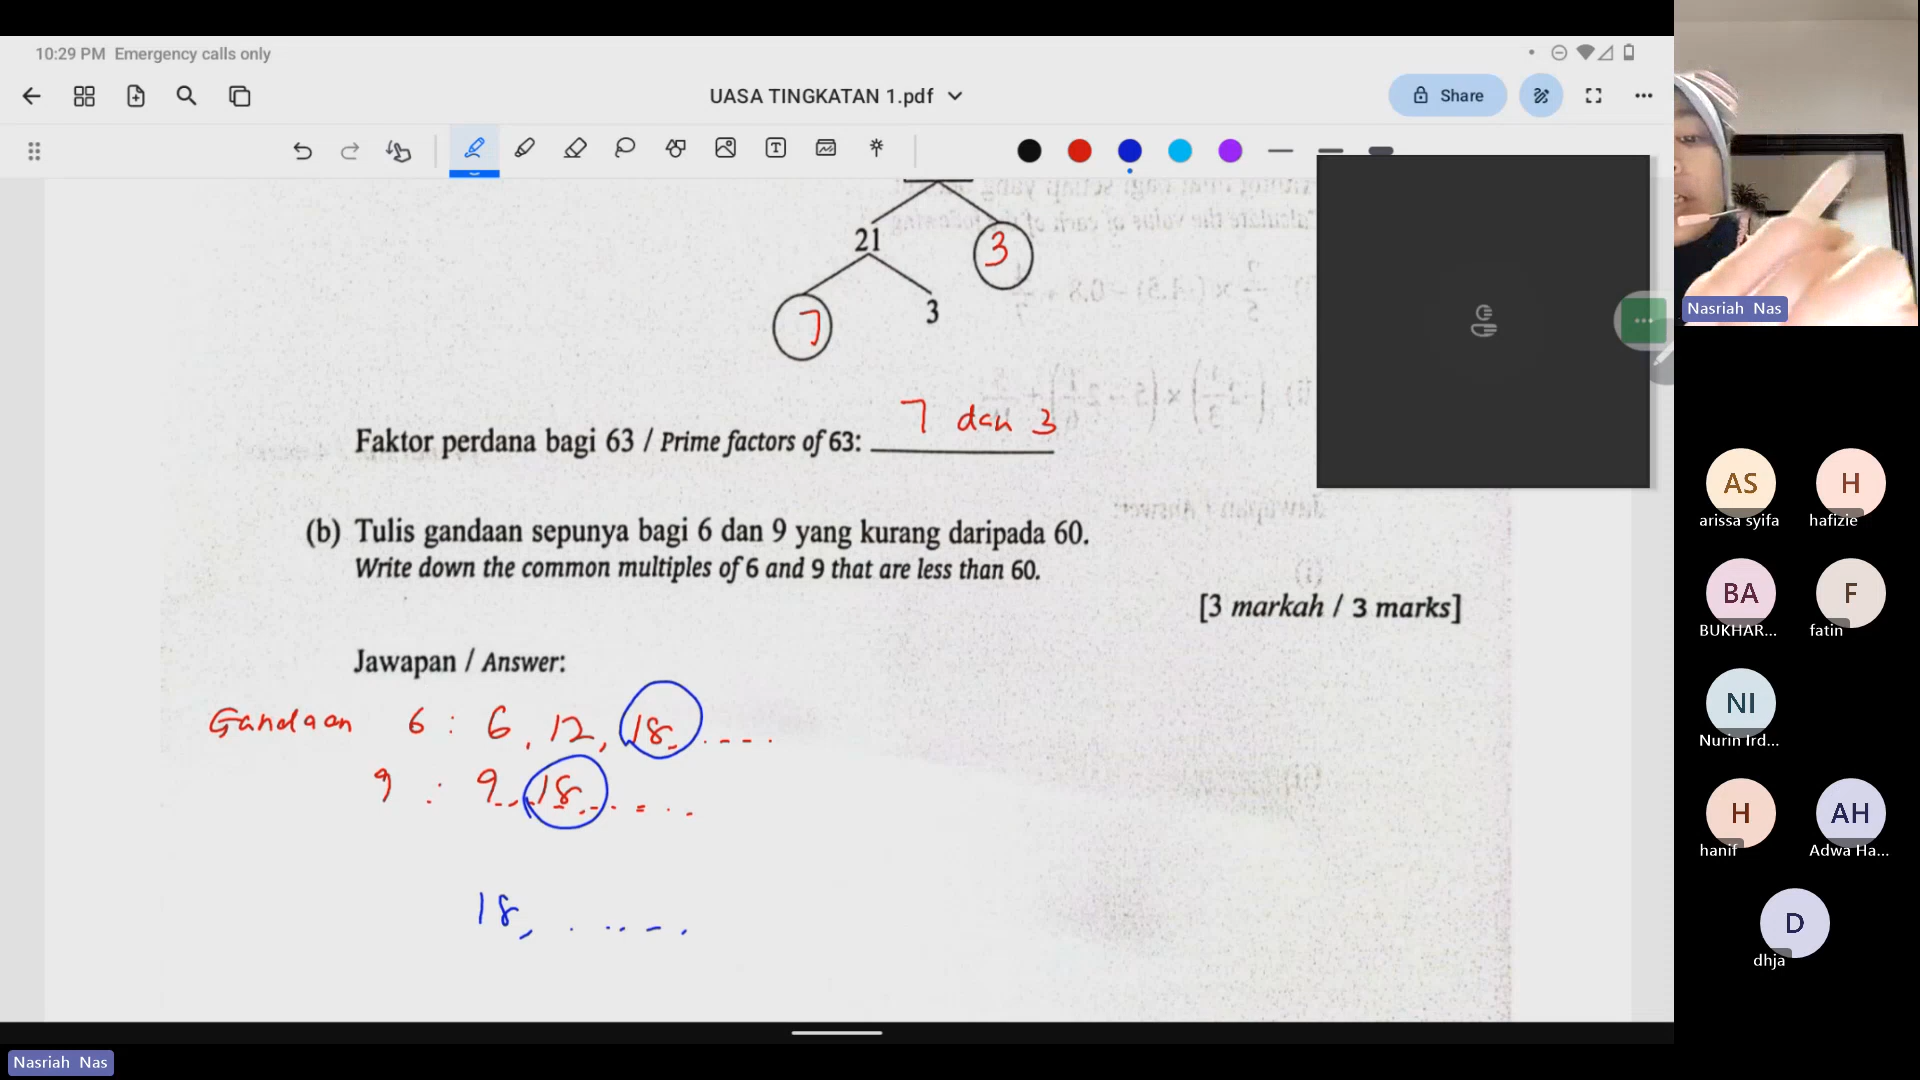 10:29 PM Emergency calls only
UASA TINGKATAN 1.pdf
Share
21
3
7
3
7 dan 3
Faktor perdana bagi 63 / Prime factors of 63:
(b) Tulis gandaan sepunya bagi 6 dan 9 yang kurang daripada 60.
Write down the common multiples of 6 and 9 that are less than 60.
[3 markah / 3 marks]
Jawapan / Answer:
Gandaan 6 : 6, 12, 18, ....
9 : 9, 18, .....
18, .....
Nasriah Nas
AS
arissa syifa
H
hafizie
BA
BUKHAR...
F
fatin
NI
Nurin Ird...
H
hanif
AH
Adwa Ha...
D
dhja
Nasriah Nas